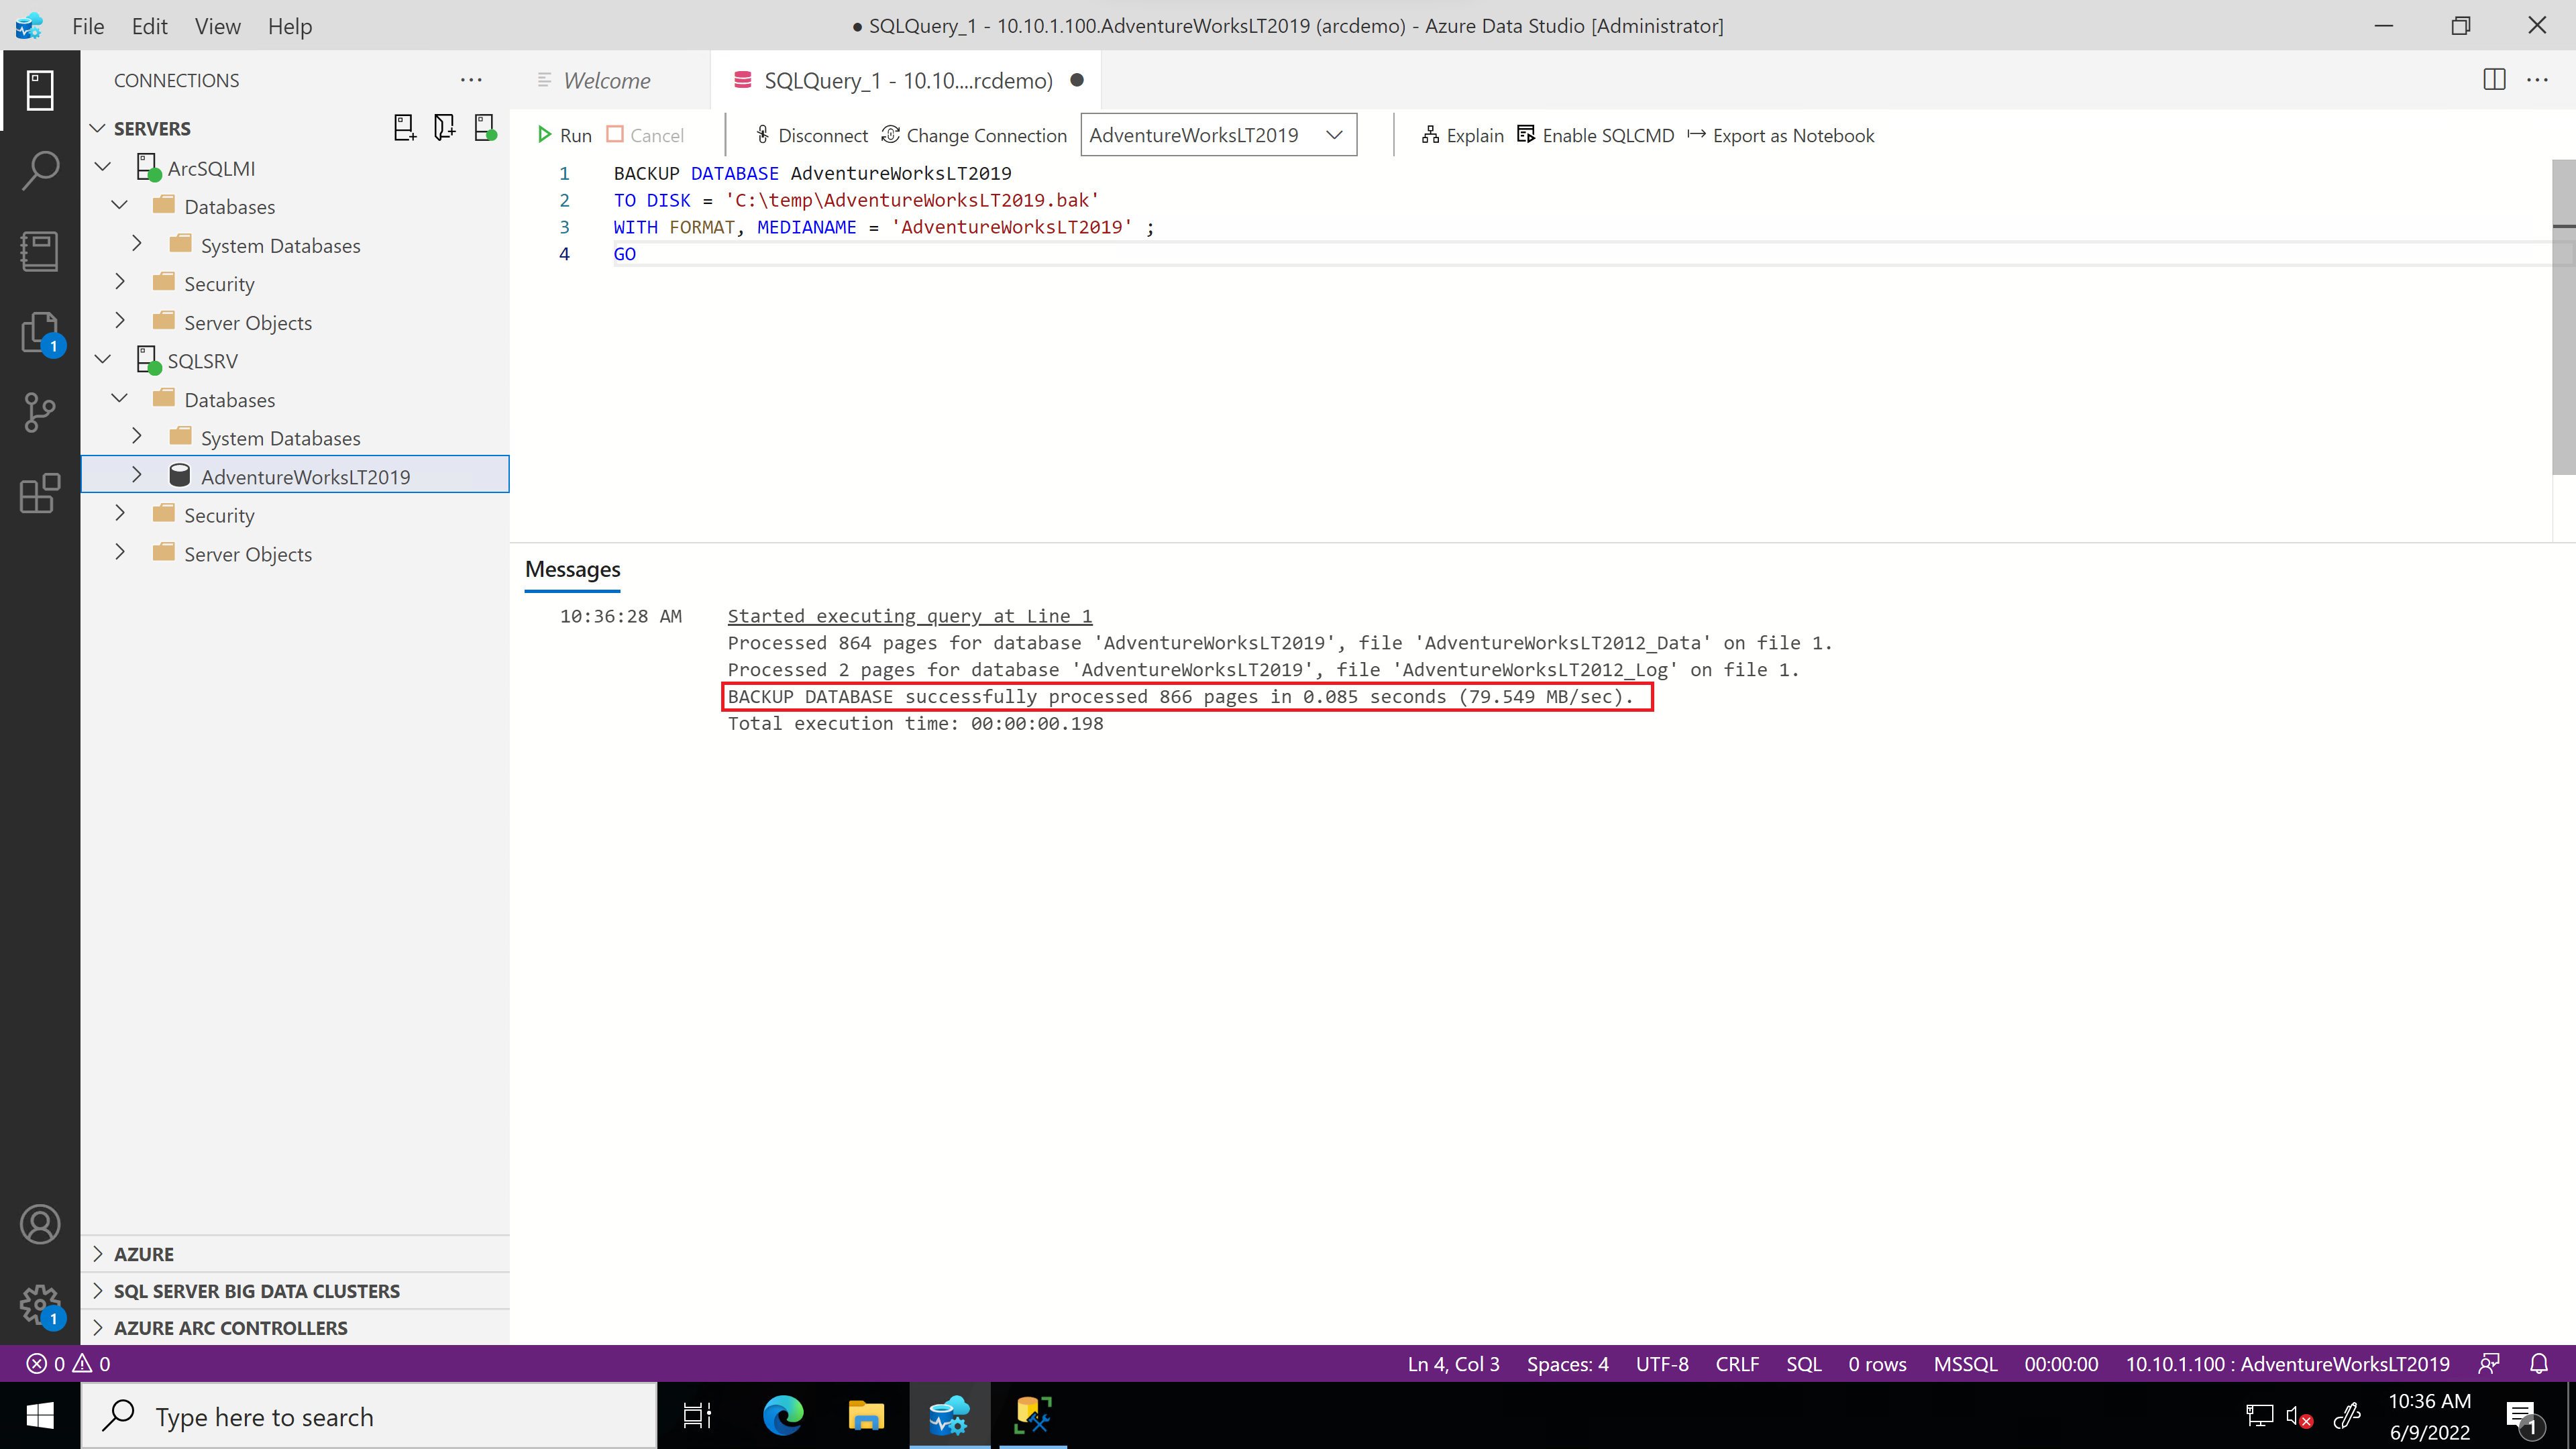 File Edit View Help
● SQLQuery_1 - 10.10.1.100.AdventureWorksLT2019 (arcdemo) - Azure Data Studio [Administrator]
CONNECTIONS
Welcome
SQLQuery_1 - 10.10....rcdemo) ●
SERVERS
Run Cancel Disconnect Change Connection AdventureWorksLT2019 Explain Enable SQLCMD Export as Notebook
ArcSQLMI
Databases
System Databases
Security
Server Objects
SQLSRV
Databases
System Databases
AdventureWorksLT2019
Security
Server Objects
1 BACKUP DATABASE AdventureWorksLT2019
2 TO DISK = 'C:\temp\AdventureWorksLT2019.bak'
3 WITH FORMAT, MEDIANAME = 'AdventureWorksLT2019' ;
4 GO
1
Messages
10:36:28 AM Started executing query at Line 1
Processed 864 pages for database 'AdventureWorksLT2019', file 'AdventureWorksLT2012_Data' on file 1.
Processed 2 pages for database 'AdventureWorksLT2019', file 'AdventureWorksLT2012_Log' on file 1.
BACKUP DATABASE successfully processed 866 pages in 0.085 seconds (79.549 MB/sec).
Total execution time: 00:00:00.198
AZURE
SQL SERVER BIG DATA CLUSTERS
AZURE ARC CONTROLLERS
1
0 0
Ln 4, Col 3 Spaces: 4 UTF-8 CRLF SQL 0 rows MSSQL 00:00:00 10.10.1.100 : AdventureWorksLT2019
Type here to search
10:36 AM
6/9/2022
1